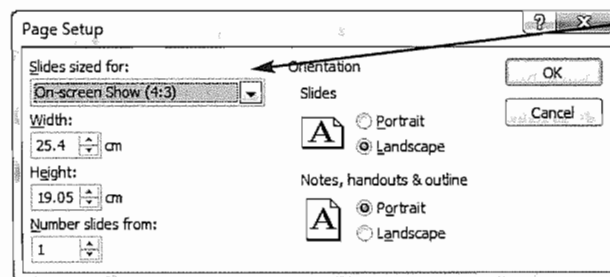 Page Setup
Slides sized for:
On-screen Show (4:3)
Width:
25.4 cm
Height:
19.05 cm
Number slides from:
1
Orientation
Slides
A
Portrait
Landscape
Notes, handouts & outline
A
Portrait
Landscape
? X
OK
Cancel